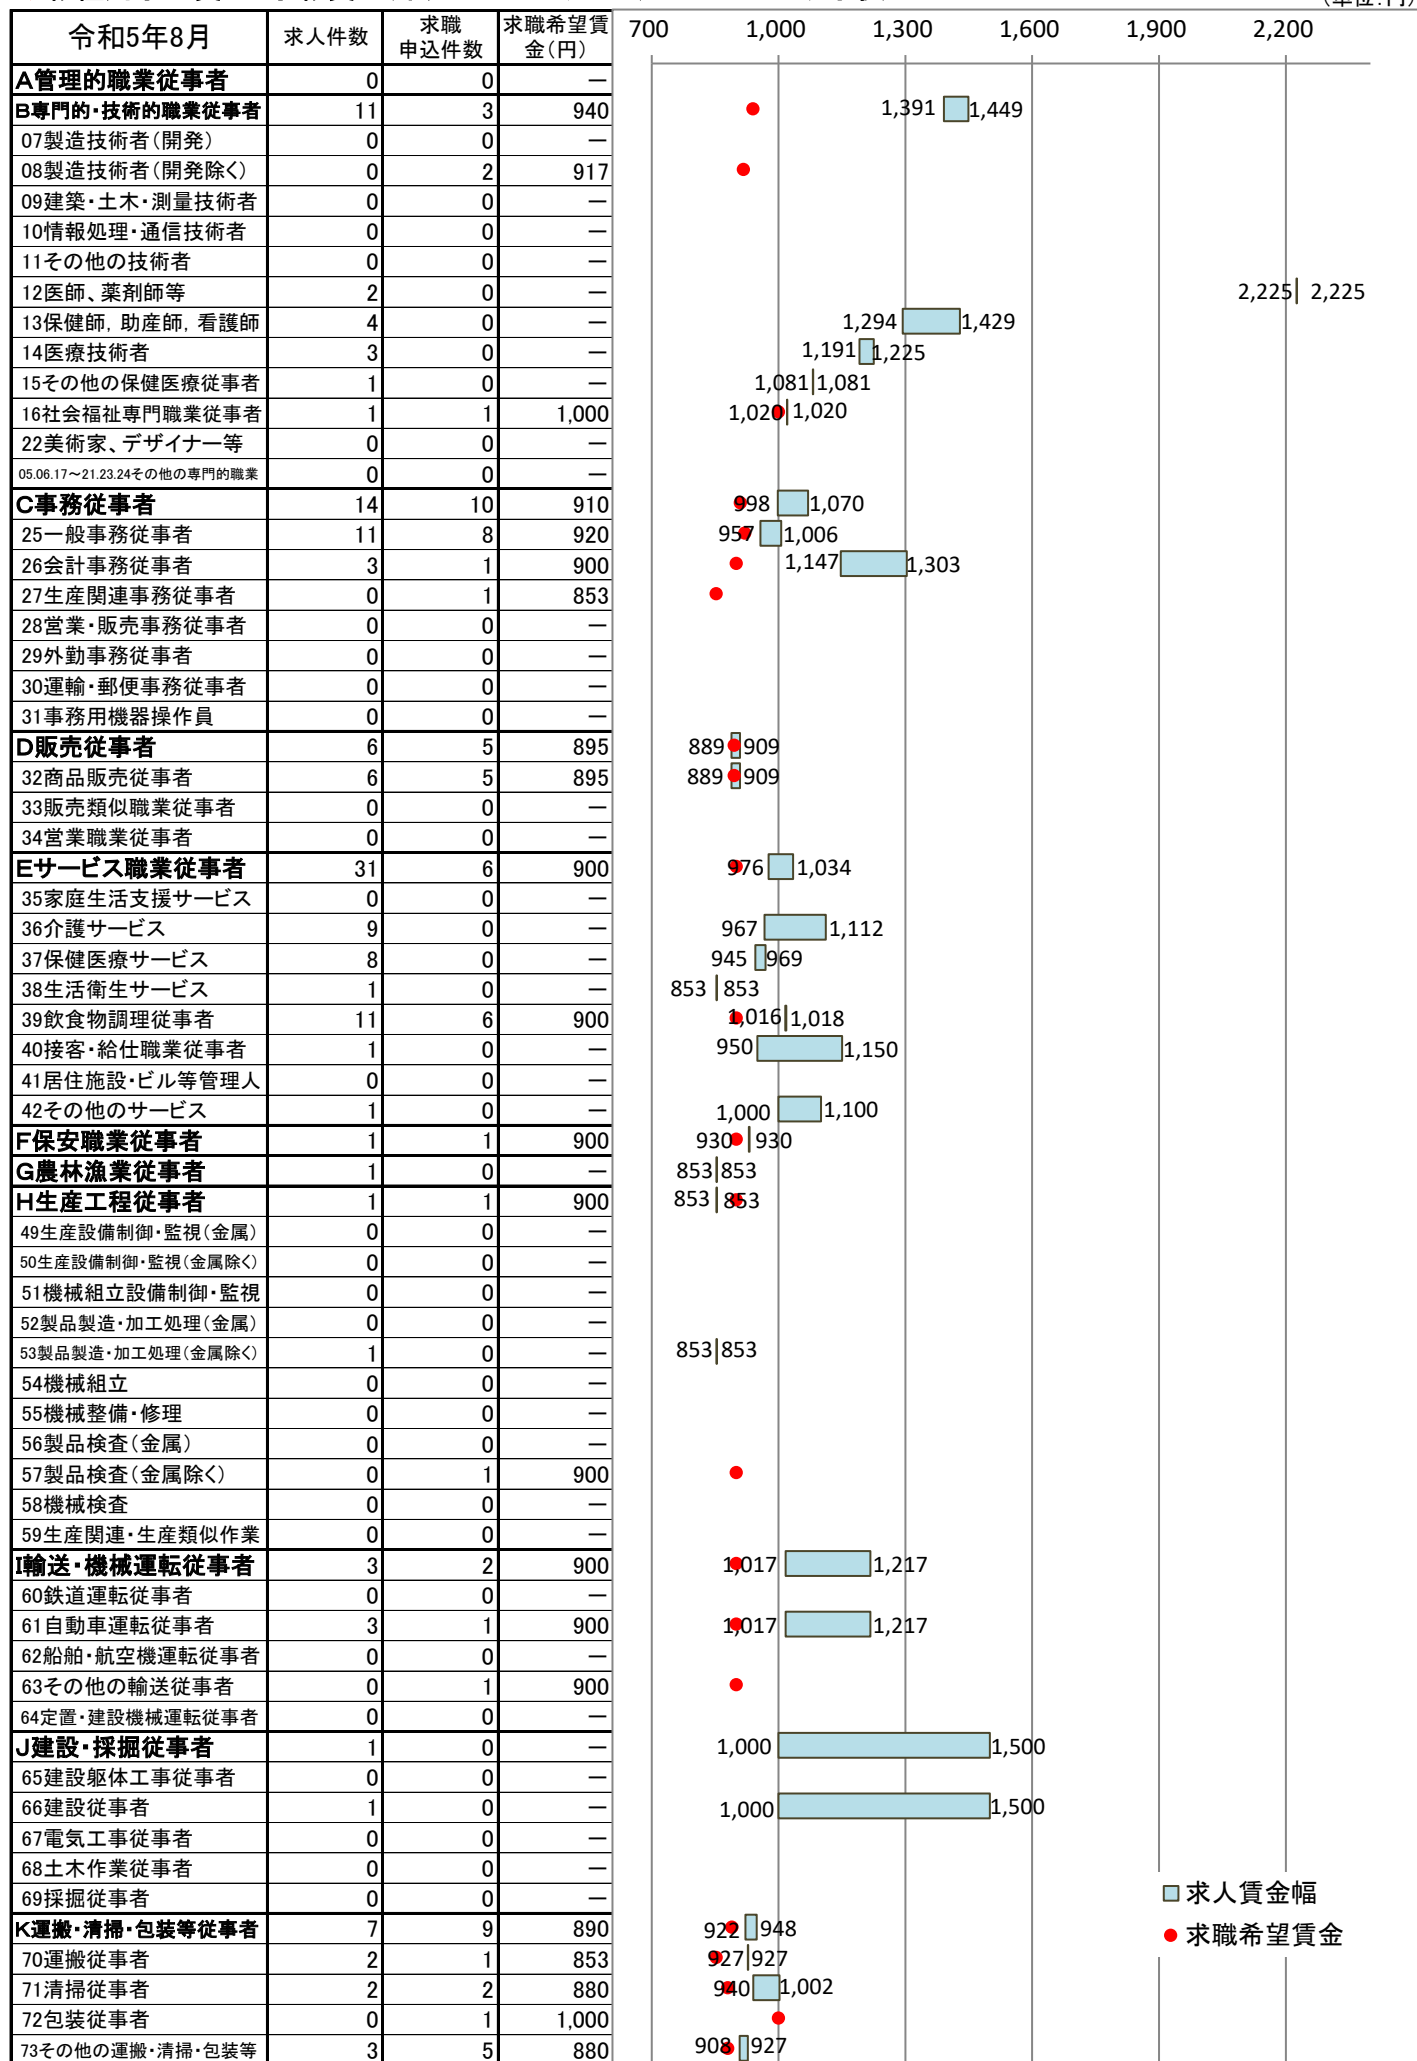 (単位:円)
令和5年8月 求人件数 求職申込件数 求職希望賃金(円) 700 1,000 1,300 1,600 1,900 2,200
A管理的職業従事者 0 0 ―
B専門的・技術的職業従事者 11 3 940 1,391 1,449
07製造技術者(開発) 0 0 ―
08製造技術者(開発除く) 0 2 917
09建築・土木・測量技術者 0 0 ―
10情報処理・通信技術者 0 0 ―
11その他の技術者 0 0 ―
12医師、薬剤師等 2 0 ― 2,225 2,225
13保健師, 助産師, 看護師 4 0 ― 1,294 1,429
14医療技術者 3 0 ― 1,191 1,225
15その他の保健医療従事者 1 0 ― 1,081 1,081
16社会福祉専門職業従事者 1 1 1,000 1,020 1,020
22美術家、デザイナー等 0 0 ―
05.06.17~21.23.24その他の専門的職業 0 0 ―
C事務従事者 14 10 910 998 1,070
25一般事務従事者 11 8 920 957 1,006
26会計事務従事者 3 1 900 1,147 1,303
27生産関連事務従事者 0 1 853
28営業・販売事務従事者 0 0 ―
29外勤事務従事者 0 0 ―
30運輸・郵便事務従事者 0 0 ―
31事務用機器操作員 0 0 ―
D販売従事者 6 5 895 889 909
32商品販売従事者 6 5 895 889 909
33販売類似職業従事者 0 0 ―
34営業職業従事者 0 0 ―
Eサービス職業従事者 31 6 900 976 1,034
35家庭生活支援サービス 0 0 ―
36介護サービス 9 0 ― 967 1,112
37保健医療サービス 8 0 ― 945 969
38生活衛生サービス 1 0 ― 853 853
39飲食物調理従事者 11 6 900 1,016 1,018
40接客・給仕職業従事者 1 0 ― 950 1,150
41居住施設・ビル等管理人 0 0 ―
42その他のサービス 1 0 ― 1,000 1,100
F保安職業従事者 1 1 900 930 930
G農林漁業従事者 1 0 ― 853 853
H生産工程従事者 1 1 900 853 853
49生産設備制御・監視(金属) 0 0 ―
50生産設備制御・監視(金属除く) 0 0 ―
51機械組立設備制御・監視 0 0 ―
52製品製造・加工処理(金属) 0 0 ―
53製品製造・加工処理(金属除く) 1 0 ― 853 853
54機械組立 0 0 ―
55機械整備・修理 0 0 ―
56製品検査(金属) 0 0 ―
57製品検査(金属除く) 0 1 900
58機械検査 0 0 ―
59生産関連・生産類似作業 0 0 ―
I輸送・機械運転従事者 3 2 900 1,017 1,217
60鉄道運転従事者 0 0 ―
61自動車運転従事者 3 1 900 1,017 1,217
62船舶・航空機運転従事者 0 0 ―
63その他の輸送従事者 0 1 900
64定置・建設機械運転従事者 0 0 ―
J建設・採掘従事者 1 0 ― 1,000 1,500
65建設躯体工事従事者 0 0 ―
66建設従事者 1 0 ― 1,000 1,500
67電気工事従事者 0 0 ―
68土木作業従事者 0 0 ―
69採掘従事者 0 0 ―
求人賃金幅
K運搬・清掃・包装等従事者 7 9 890 922 948
求職希望賃金
70運搬従事者 2 1 853 927 927
71清掃従事者 2 2 880 940 1,002
72包装従事者 0 1 1,000
73その他の運搬・清掃・包装等 3 5 880 908 927